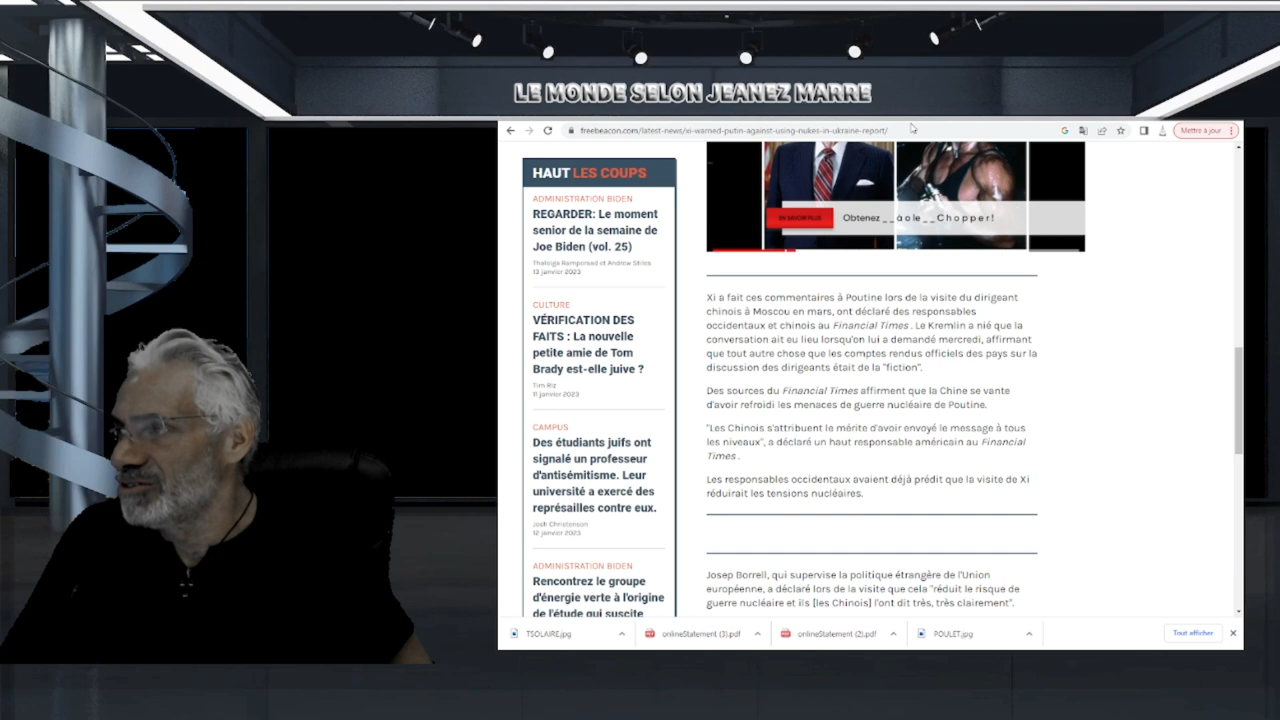 LE MONDE SELON JEANEZ MARRE
freebeacon.com/latest-news/xi-warned-putin-against-using-nukes-in-ukraine-report/
Mettre à jour
HAUT LES COUPS
ADMINISTRATION BIDEN
REGARDER: Le moment
senior de la semaine de
Joe Biden (vol. 25)
Thaleigha Rampersad et Andrew Stiles
13 janvier 2023
CULTURE
VÉRIFICATION DES
FAITS : La nouvelle
petite amie de Tom
Brady est-elle juive ?
Tim Riz
11 janvier 2023
CAMPUS
Des étudiants juifs ont
signalé un professeur
d'antisémitisme. Leur
université a exercé des
représailles contre eux.
Josh Christenson
12 janvier 2023
ADMINISTRATION BIDEN
Rencontrez le groupe
d'énergie verte à l'origine
de l'étude qui suscite
EN SAVOIR PLUS
Obtenez__àole__Chopper!
Xi a fait ces commentaires à Poutine lors de la visite du dirigeant
chinois à Moscou en mars, ont déclaré des responsables
occidentaux et chinois au Financial Times . Le Kremlin a nié que la
conversation ait eu lieu lorsqu'on lui a demandé mercredi, affirmant
que tout autre chose que les comptes rendus officiels des pays sur la
discussion des dirigeants était de la "fiction".
Des sources du Financial Times affirment que la Chine se vante
d'avoir refroidi les menaces de guerre nucléaire de Poutine.
"Les Chinois s'attribuent le mérite d'avoir envoyé le message à tous
les niveaux", a déclaré un haut responsable américain au Financial
Times .
Les responsables occidentaux avaient déjà prédit que la visite de Xi
réduirait les tensions nucléaires.
Josep Borrell, qui supervise la politique étrangère de l'Union
européenne, a déclaré lors de la visite que cela "réduit le risque de
guerre nucléaire et ils [les Chinois] l'ont dit très, très clairement".
TSOLAIRE.jpg
onlineStatement (3).pdf
onlineStatement (2).pdf
POULET.jpg
Tout afficher